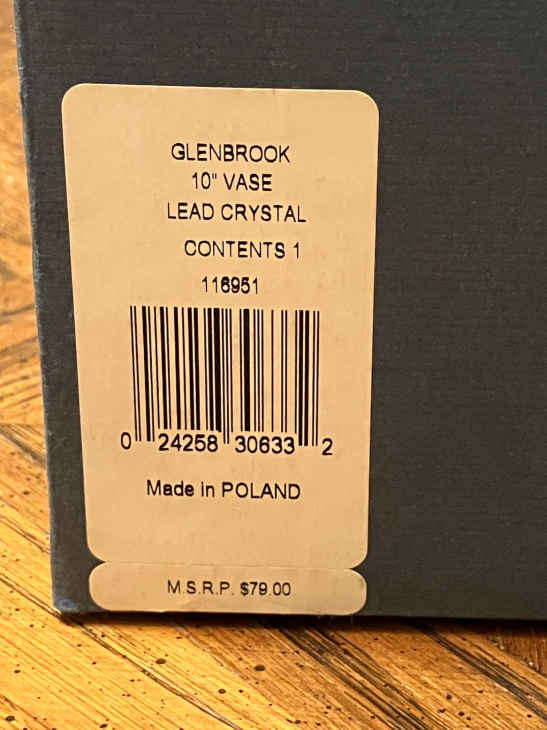 GLENBROOK
10" VASE
LEAD CRYSTAL
CONTENTS 1
116951
0 24258 30633 2
Made in POLAND
M.S.R.P. $79.00